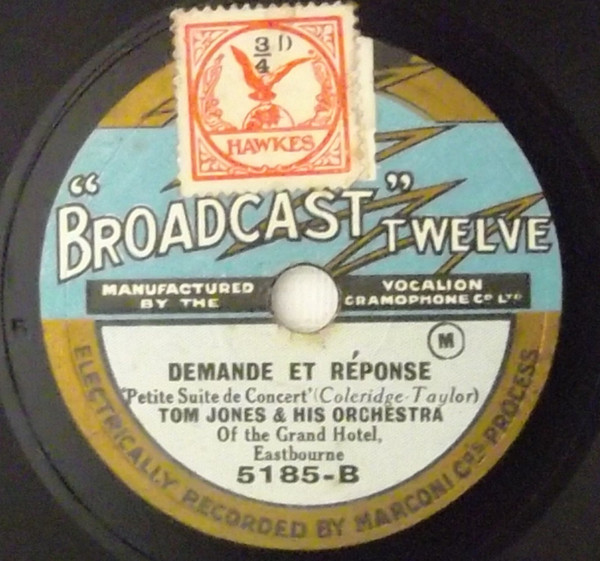 3/4 D
HAWKES
"BROADCAST" TWELVE
MANUFACTURED BY THE
VOCALION GRAMOPHONE Cº Lᵀᴰ
M
DEMANDE ET RÉPONSE
'Petite Suite de Concert' (Coleridge-Taylor)
TOM JONES & HIS ORCHESTRA
Of the Grand Hotel,
Eastbourne
5185-B
ELECTRICALLY RECORDED BY MARCONI Cº'S PROCESS